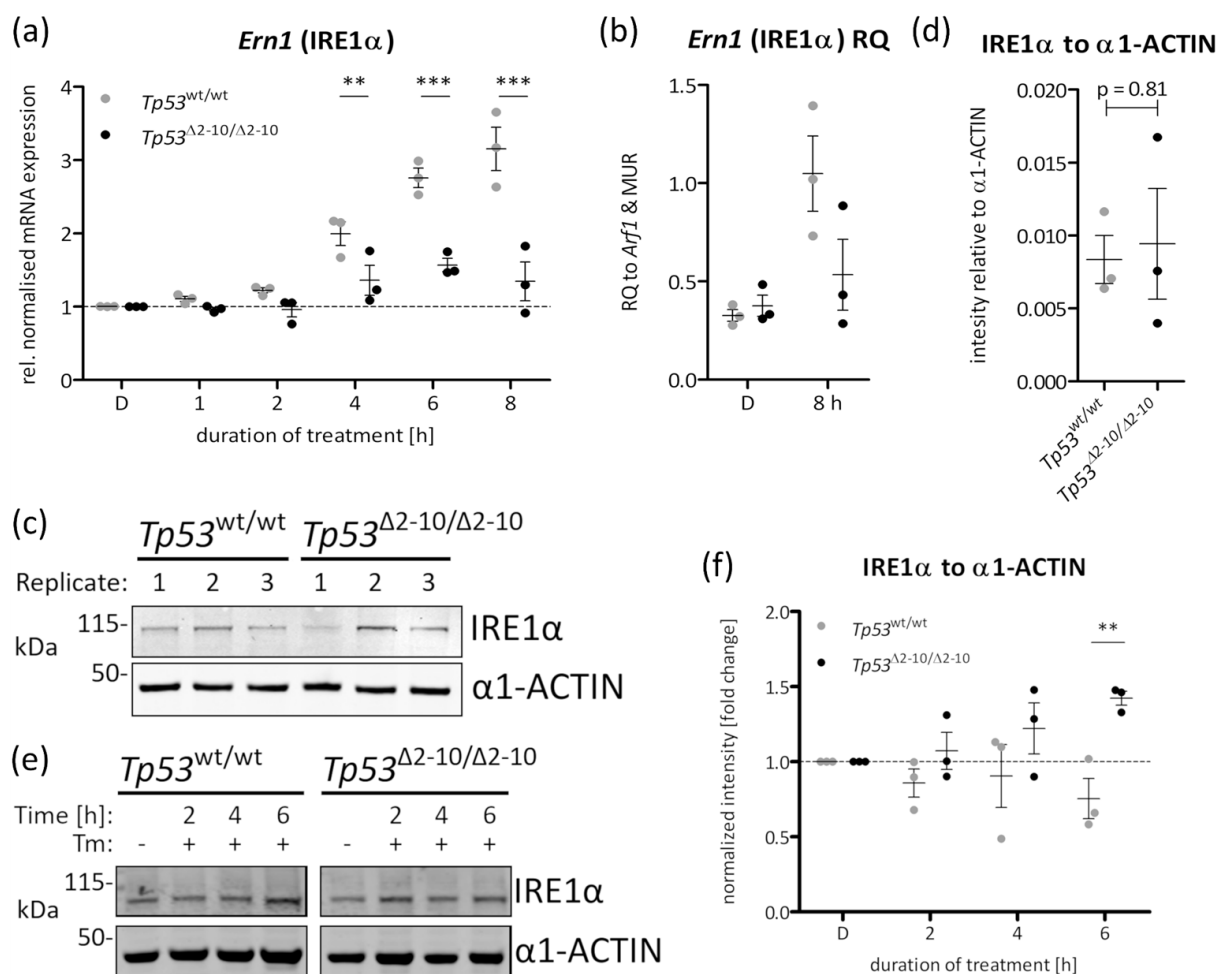 (a)
Ern1 (IRE1α)
rel. normalised mRNA expression
4
3
2
1
0
Tp53wt/wt
Tp53Δ2-10/Δ2-10
** *** ***
D 1 2 4 6 8
duration of treatment [h]
(b)
Ern1 (IRE1α) RQ
RQ to Arf1 & MUR
1.5
1.0
0.5
0.0
D 8 h
(d)
IRE1α to α1-ACTIN
p = 0.81
intesity relative to α1-ACTIN
0.020
0.015
0.010
0.005
0.000
Tp53wt/wt
Tp53Δ2-10/Δ2-10
(c)
Tp53wt/wt Tp53Δ2-10/Δ2-10
Replicate: 1 2 3 1 2 3
115- IRE1α
kDa
50- α1-ACTIN
(e)
Tp53wt/wt Tp53Δ2-10/Δ2-10
Time [h]: 2 4 6 2 4 6
Tm: - + + + - + + +
115- IRE1α
kDa
50- α1-ACTIN
(f)
IRE1α to α1-ACTIN
normalized intensity [fold change]
2.0
1.5
1.0
0.5
0.0
Tp53wt/wt
Tp53Δ2-10/Δ2-10
**
D 2 4 6
duration of treatment [h]